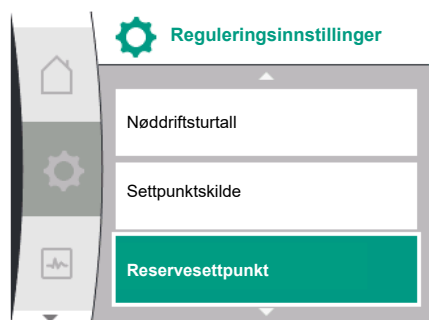 Reguleringsinnstillinger
Nøddriftsturtall
Settpunktskilde
Reservesettpunkt